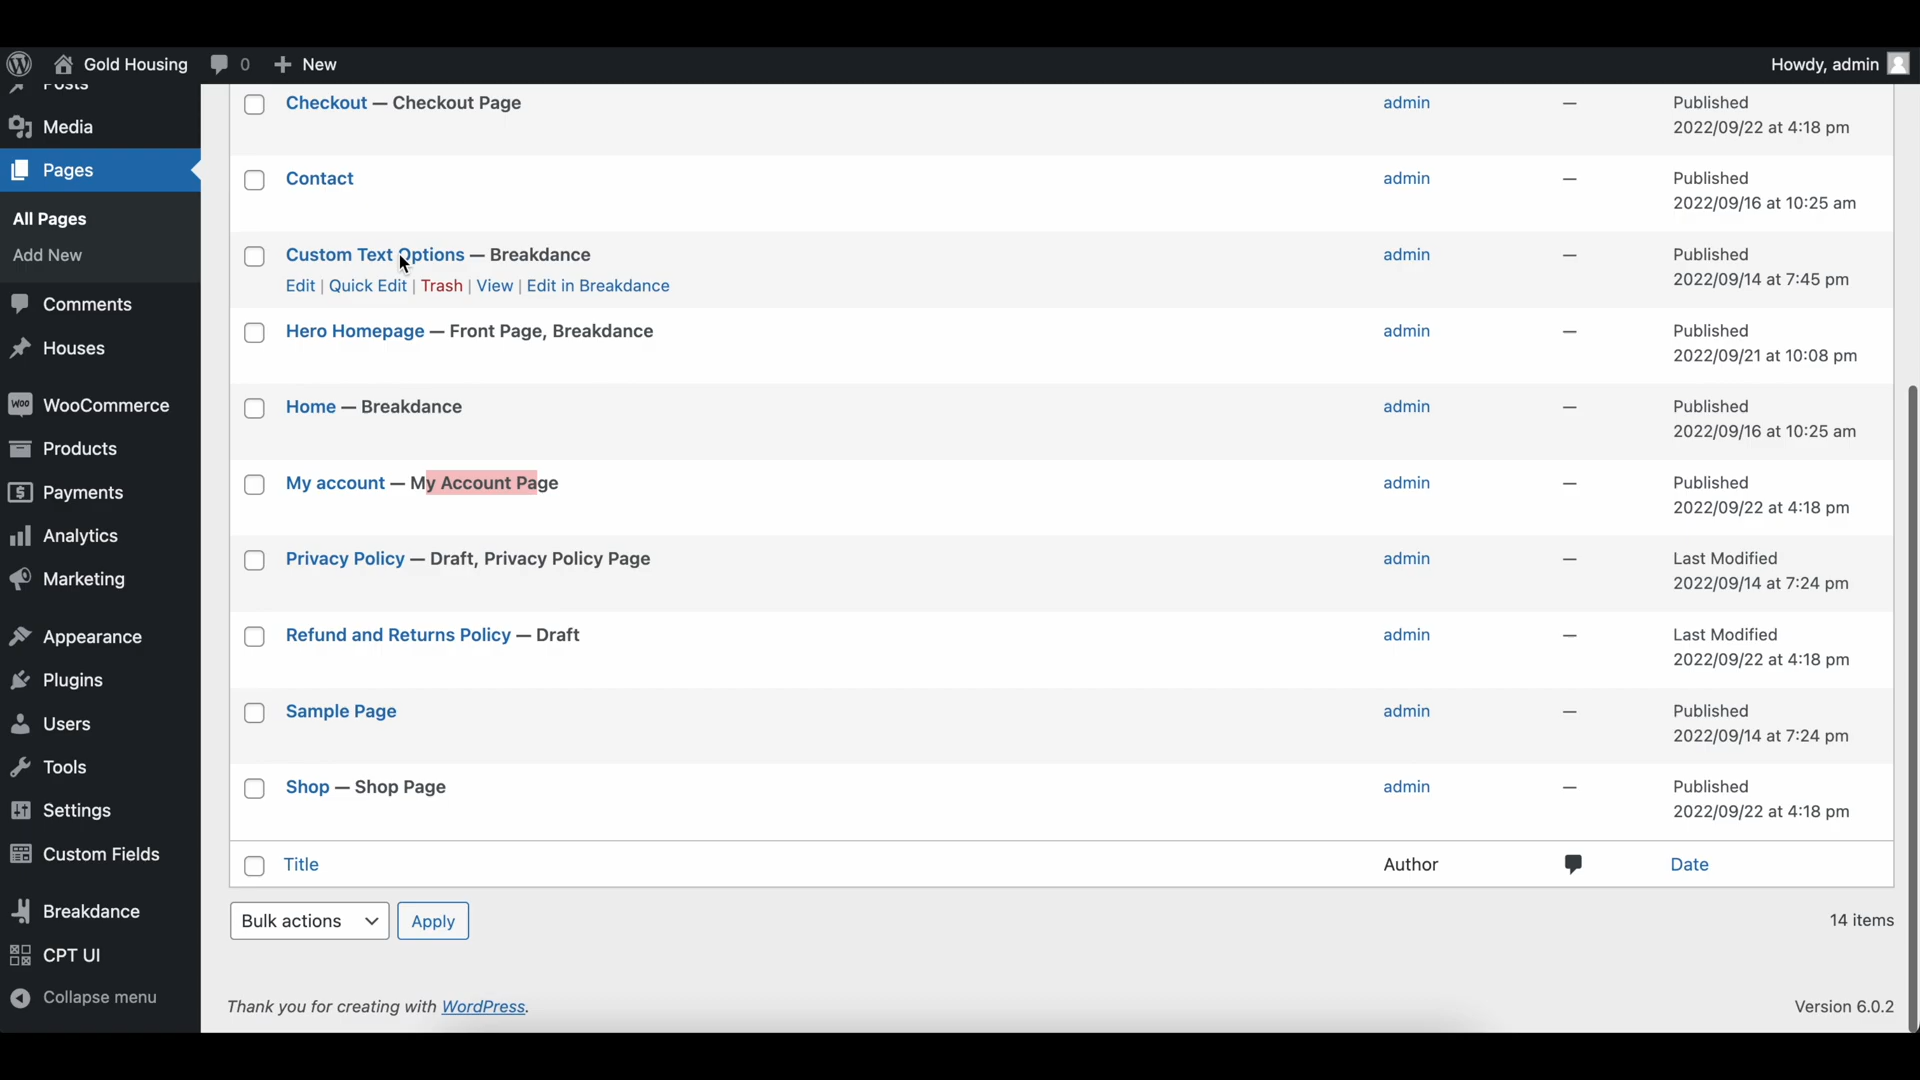 Gold Housing 0 New Howdy, admin
Posts
Media
Pages
All Pages
Add New
Comments
Houses
WooCommerce
Products
Payments
Analytics
Marketing
Appearance
Plugins
Users
Tools
Settings
Custom Fields
Breakdance
CPT UI
Collapse menu
Checkout — Checkout Page admin — Published
2022/09/22 at 4:18 pm
Contact admin — Published
2022/09/16 at 10:25 am
Custom Text Options — Breakdance admin — Published
2022/09/14 at 7:45 pm
Edit | Quick Edit | Trash | View | Edit in Breakdance
Hero Homepage — Front Page, Breakdance admin — Published
2022/09/21 at 10:08 pm
Home — Breakdance admin — Published
2022/09/16 at 10:25 am
My account — My Account Page admin — Published
2022/09/22 at 4:18 pm
Privacy Policy — Draft, Privacy Policy Page admin — Last Modified
2022/09/14 at 7:24 pm
Refund and Returns Policy — Draft admin — Last Modified
2022/09/22 at 4:18 pm
Sample Page admin — Published
2022/09/14 at 7:24 pm
Shop — Shop Page admin — Published
2022/09/22 at 4:18 pm
Title Author Date
Bulk actions Apply 14 items
Thank you for creating with WordPress. Version 6.0.2